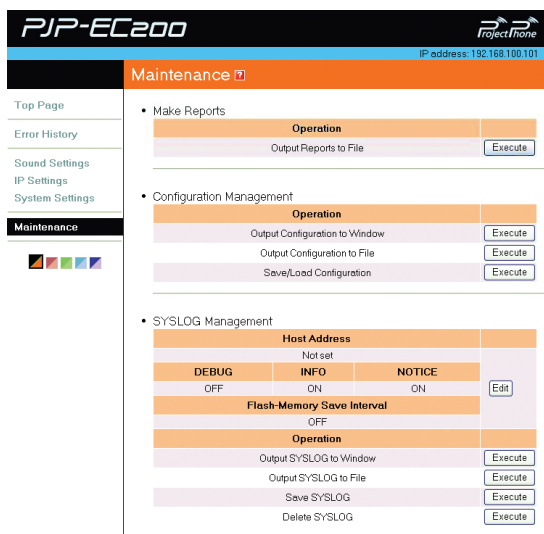 PJP-EC200
ProjectPhone
IP address: 192.168.100.101
Maintenance ?
Top Page
Error History
Sound Settings
IP Settings
System Settings
Maintenance
• Make Reports
Operation
Output Reports to File Execute
• Configuration Management
Operation
Output Configuration to Window Execute
Output Configuration to File Execute
Save/Load Configuration Execute
• SYSLOG Management
Host Address
Not set
DEBUG INFO NOTICE
OFF ON ON Edit
Flash-Memory Save Interval
OFF
Operation
Output SYSLOG to Window Execute
Output SYSLOG to File Execute
Save SYSLOG Execute
Delete SYSLOG Execute